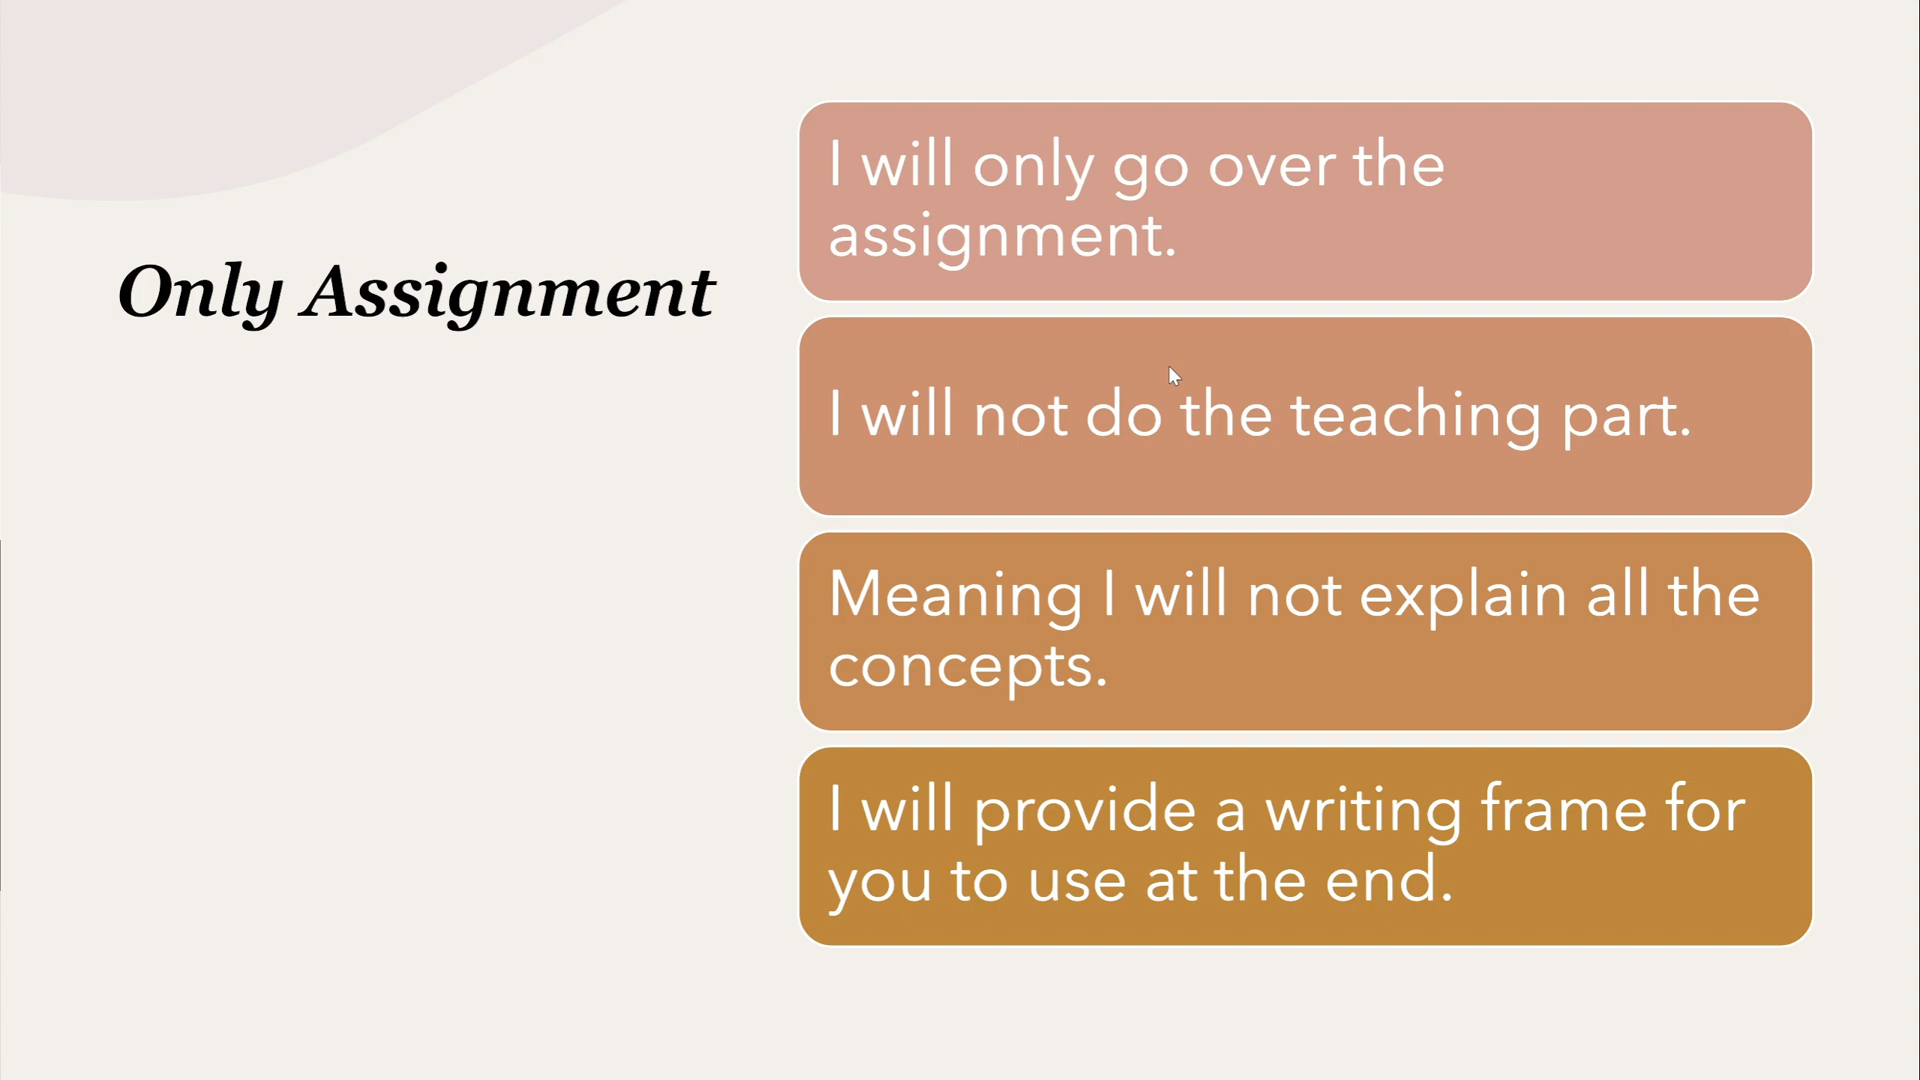 Only Assignment
I will only go over the
assignment.
I will not do the teaching part.
Meaning I will not explain all the
concepts.
I will provide a writing frame for
you to use at the end.